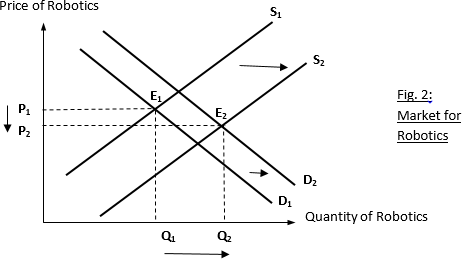 Price of Robotics
S1
S2
E1
P1
E2
P2
Fig. 2:
Market for
Robotics
D2
D1
Quantity of Robotics
Q1
Q2